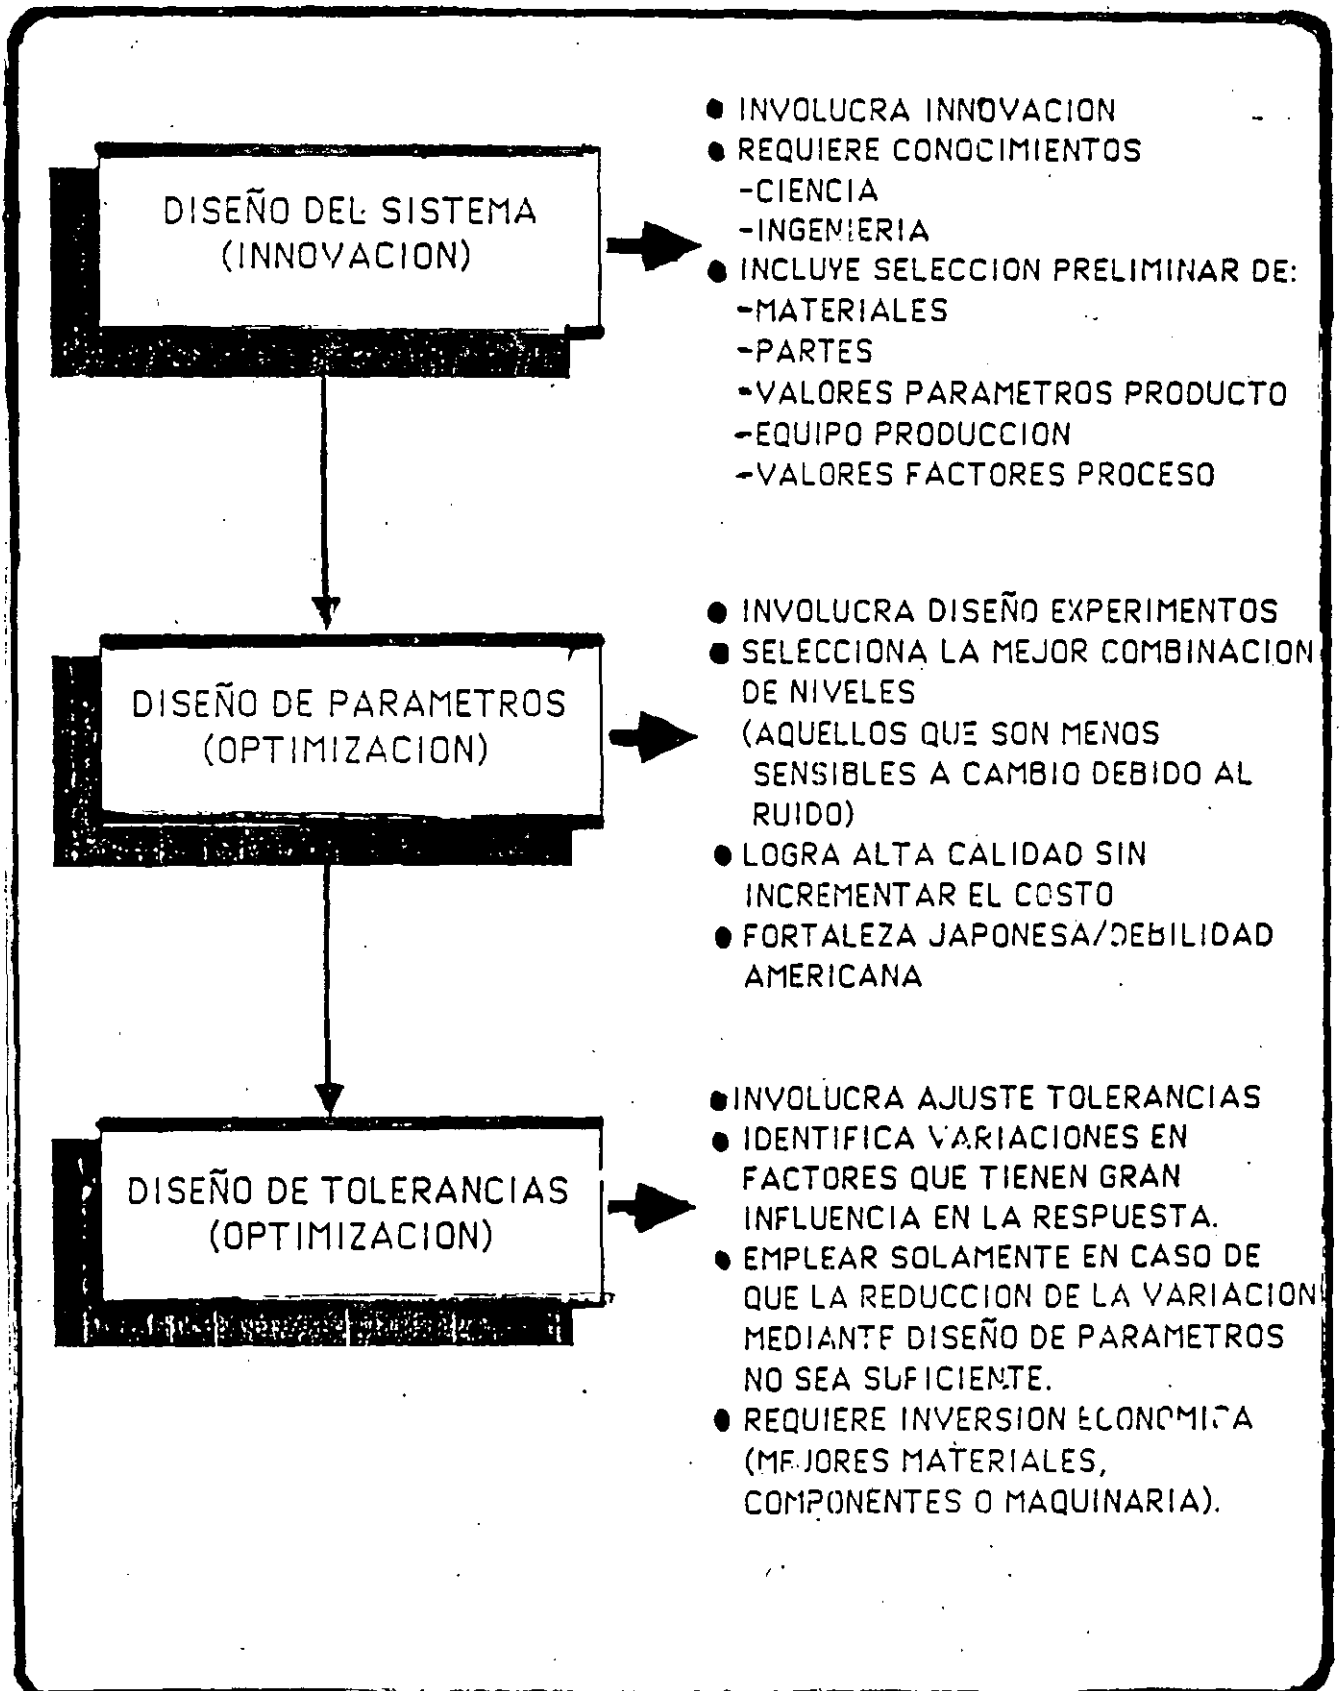 DISEÑO DEL SISTEMA
(INNOVACION)
● INVOLUCRA INNOVACION
● REQUIERE CONOCIMIENTOS
-CIENCIA
-INGENIERIA
● INCLUYE SELECCION PRELIMINAR DE:
-MATERIALES
-PARTES
-VALORES PARAMETROS PRODUCTO
-EQUIPO PRODUCCION
-VALORES FACTORES PROCESO
DISEÑO DE PARAMETROS
(OPTIMIZACION)
● INVOLUCRA DISEÑO EXPERIMENTOS
● SELECCIONA LA MEJOR COMBINACION
DE NIVELES
(AQUELLOS QUE SON MENOS
SENSIBLES A CAMBIO DEBIDO AL
RUIDO)
● LOGRA ALTA CALIDAD SIN
INCREMENTAR EL COSTO
● FORTALEZA JAPONESA/DEBILIDAD
AMERICANA
DISEÑO DE TOLERANCIAS
(OPTIMIZACION)
● INVOLUCRA AJUSTE TOLERANCIAS
● IDENTIFICA VARIACIONES EN
FACTORES QUE TIENEN GRAN
INFLUENCIA EN LA RESPUESTA.
● EMPLEAR SOLAMENTE EN CASO DE
QUE LA REDUCCION DE LA VARIACION
MEDIANTE DISEÑO DE PARAMETROS
NO SEA SUFICIENTE.
● REQUIERE INVERSION ECONOMICA
(MEJORES MATERIALES,
COMPONENTES O MAQUINARIA).